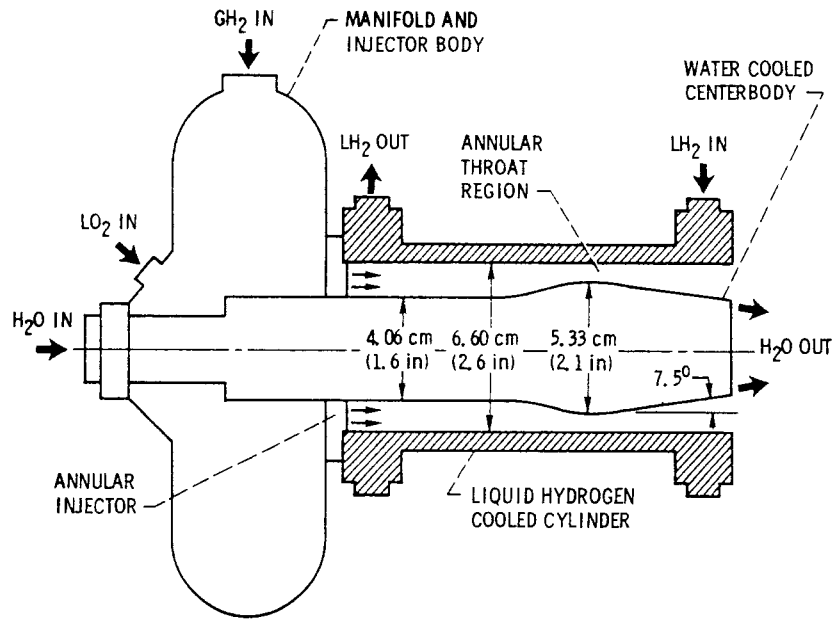 GH2 IN
MANIFOLD AND
INJECTOR BODY
WATER COOLED
CENTERBODY
LH2 OUT
ANNULAR
THROAT
REGION
LH2 IN
LO2 IN
H2O IN
4.06 cm
(1.6 in)
6.60 cm
(2.6 in)
5.33 cm
(2.1 in)
H2O OUT
7.5°
ANNULAR
INJECTOR
LIQUID HYDROGEN
COOLED CYLINDER